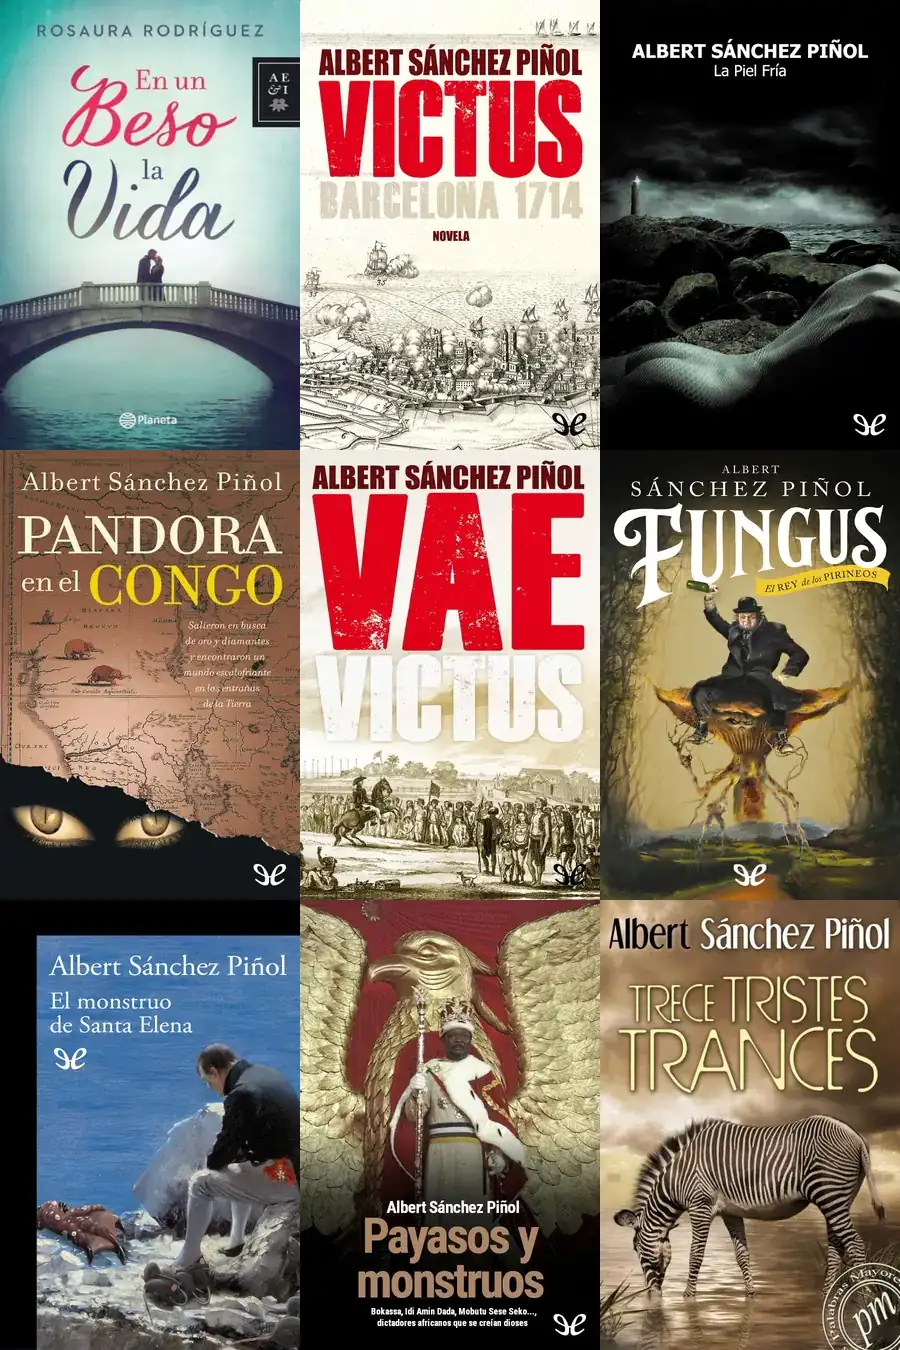 ROSAURA RODRÍGUEZ
En un
Beso
la
Vida
AE
&I
Planeta
ALBERT SÁNCHEZ PIÑOL
VICTUS
BARCELONA 1714
NOVELA
ALBERT SÁNCHEZ PIÑOL
La Piel Fría
Albert Sánchez Piñol
PANDORA
en el CONGO
Salieron en busca
de oro y diamantes
y encontraron un
mundo escalofriante
en las entrañas
de la Tierra
ALBERT SÁNCHEZ PIÑOL
VAE
VICTUS
ALBERT
SÁNCHEZ PIÑOL
FUNGUS
El REY de los PIRINEOS
Albert Sánchez Piñol
El monstruo
de Santa Elena
Albert Sánchez Piñol
Payasos y
monstruos
Bokassa, Idi Amin Dada, Mobutu Sese Seko...,
dictadores africanos que se creían dioses
Albert Sánchez Piñol
TRECE TRISTES
TRANCES
Palabras Mayores
pm